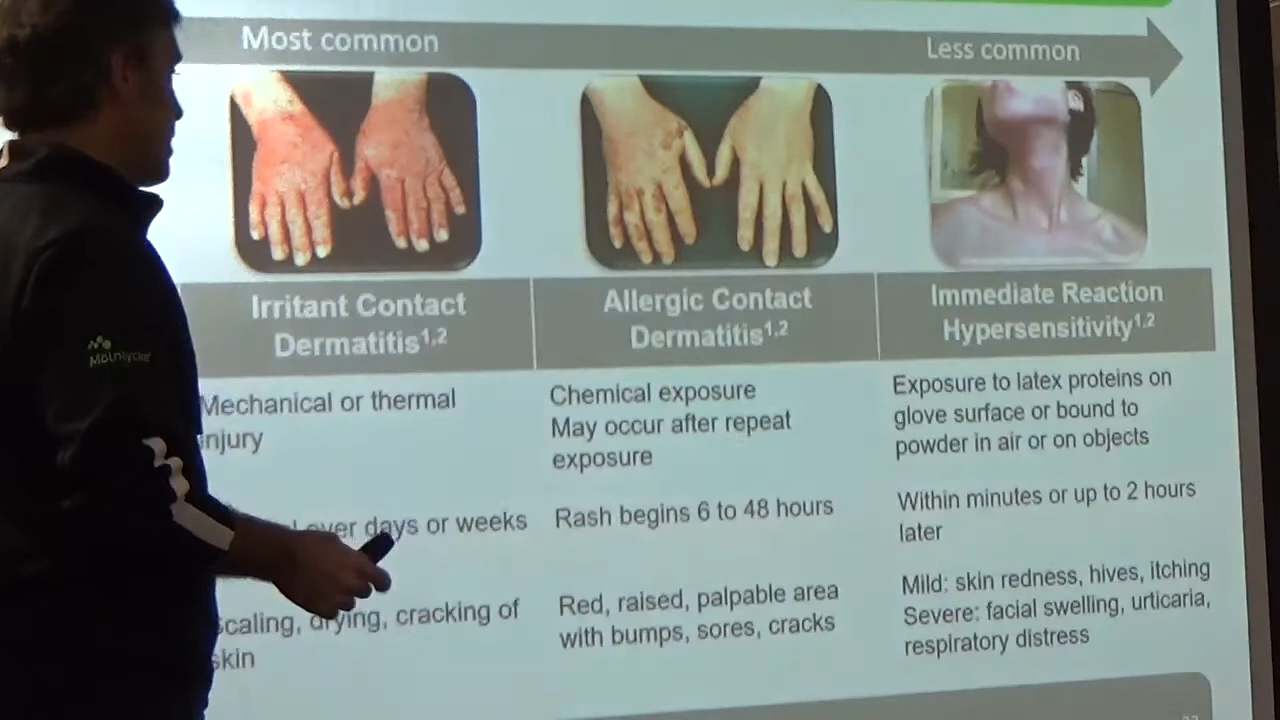 Most common
Less common
Irritant Contact
Dermatitis1,2
Allergic Contact
Dermatitis1,2
Immediate Reaction
Hypersensitivity1,2
Mölnlycke
Mechanical or thermal
injury
Chemical exposure
May occur after repeat
exposure
Exposure to latex proteins on
glove surface or bound to
powder in air or on objects
over days or weeks
Rash begins 6 to 48 hours
Within minutes or up to 2 hours
later
Scaling, drying, cracking of
skin
Red, raised, palpable area
with bumps, sores, cracks
Mild: skin redness, hives, itching
Severe: facial swelling, urticaria,
respiratory distress